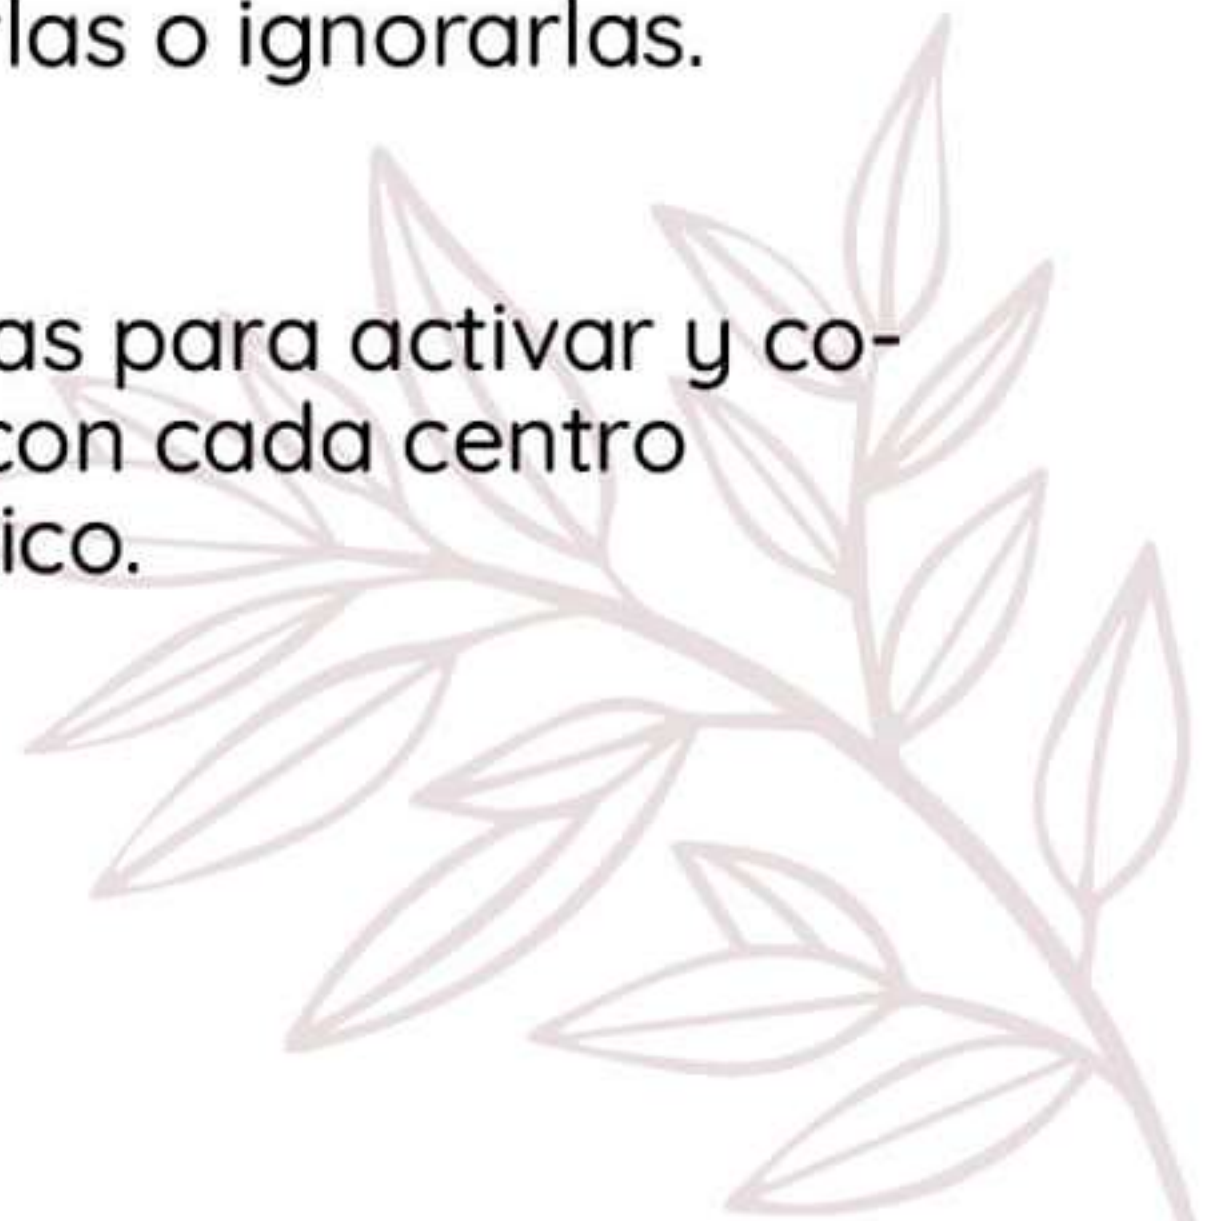 las o ignorarlas.
as para activar y co-
con cada centro
ico.